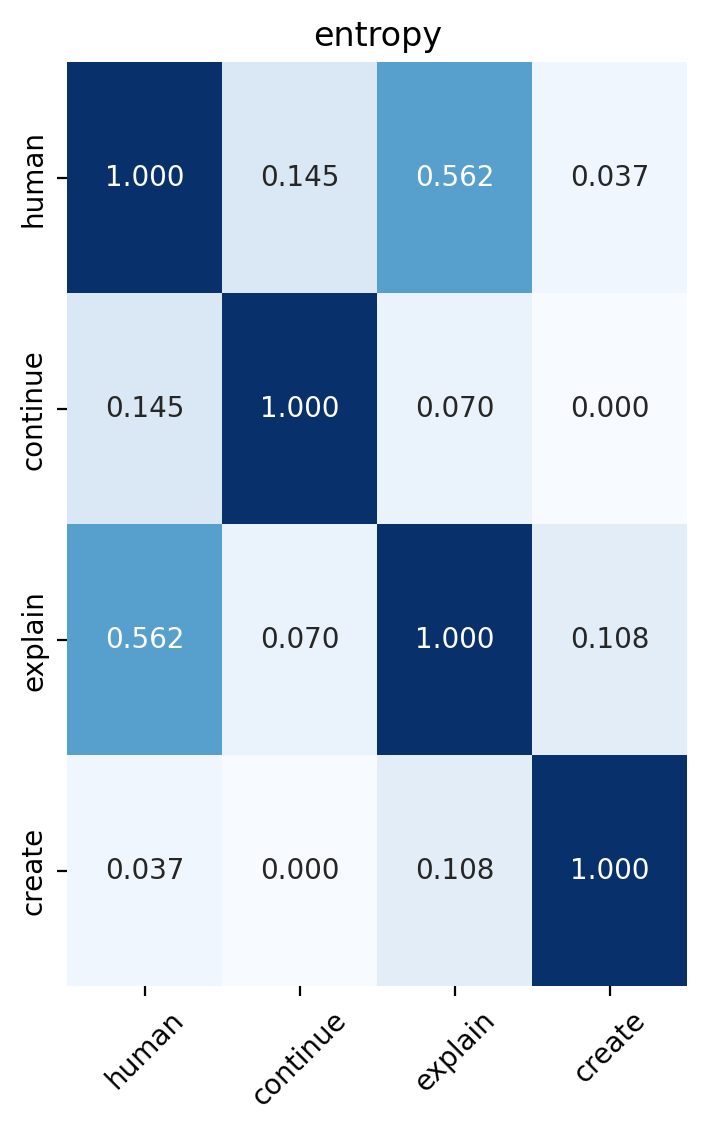 entropy
human
1.000 0.145 0.562 0.037
continue
0.145 1.000 0.070 0.000
explain
0.562 0.070 1.000 0.108
create
0.037 0.000 0.108 1.000
human continue explain create